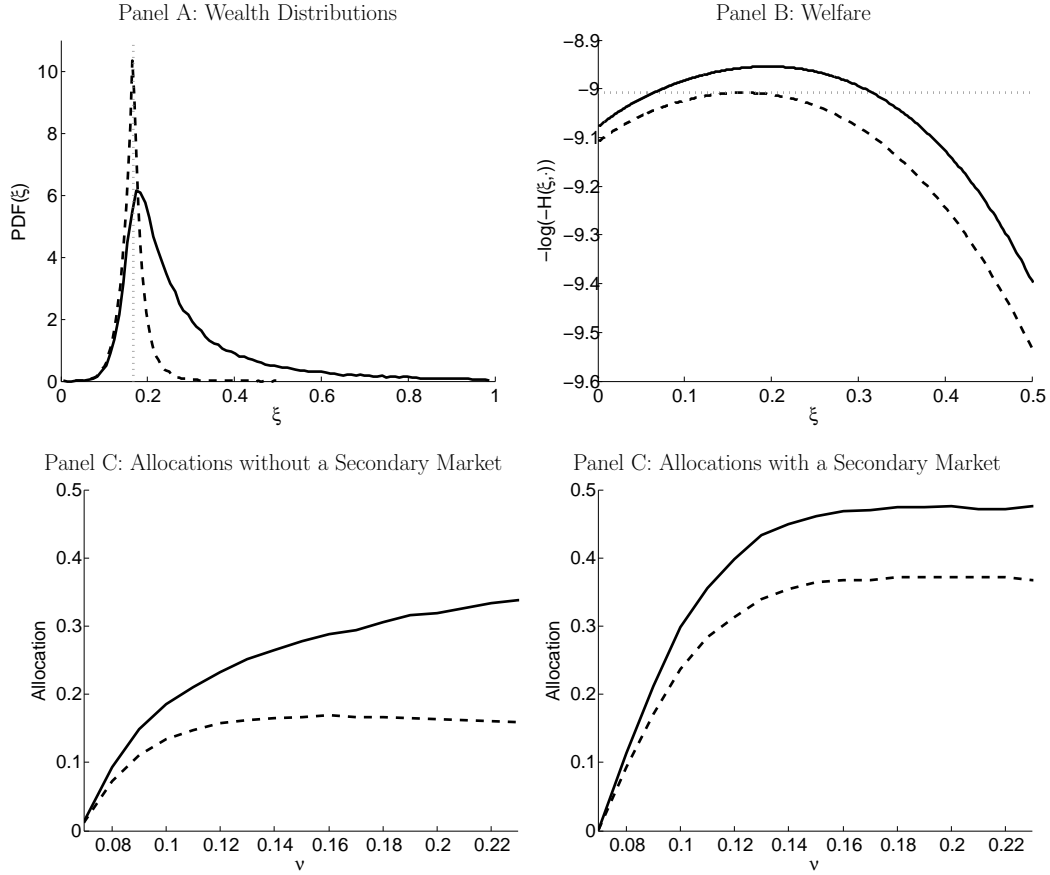 Panel A: Wealth Distributions
PDF(ξ)
10
8
6
4
2
0
0 0.2 0.4 0.6 0.8 1
ξ
Panel B: Welfare
−log(−H(ξ,·))
−8.9
−9
−9.1
−9.2
−9.3
−9.4
−9.5
−9.6
0 0.1 0.2 0.3 0.4 0.5
ξ
Panel C: Allocations without a Secondary Market
Allocation
0.5
0.4
0.3
0.2
0.1
0
0.08 0.1 0.12 0.14 0.16 0.18 0.2 0.22
ν
Panel C: Allocations with a Secondary Market
Allocation
0.5
0.4
0.3
0.2
0.1
0
0.08 0.1 0.12 0.14 0.16 0.18 0.2 0.22
ν